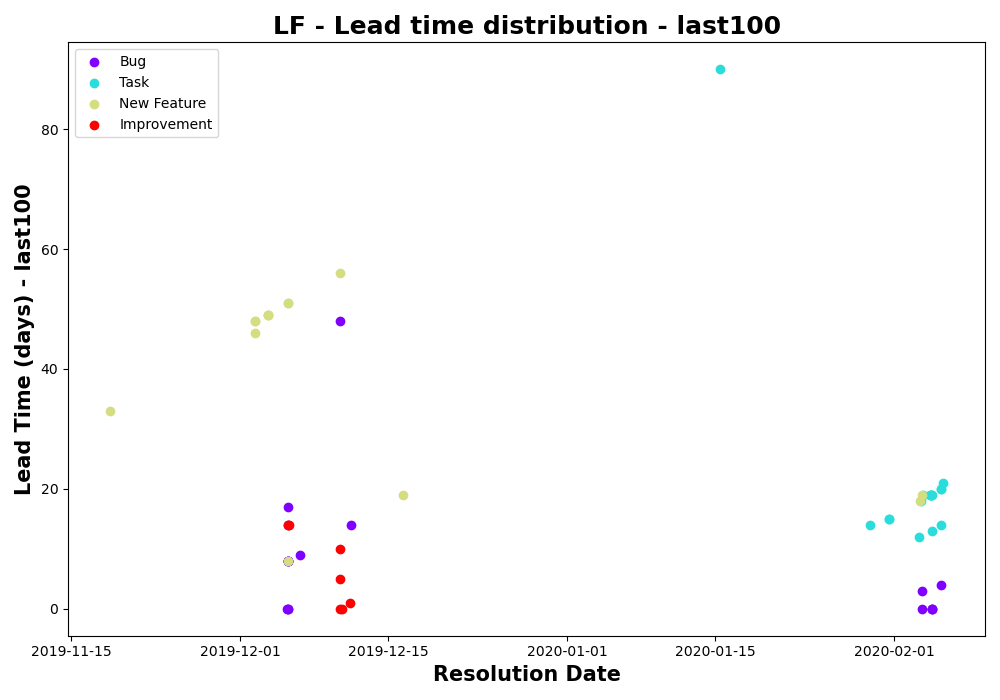 LF - Lead time distribution - last100
Bug
Task
New Feature
Improvement
Lead Time (days) - last100
80
60
40
20
0
2019-11-15 2019-12-01 2019-12-15 2020-01-01 2020-01-15 2020-02-01
Resolution Date